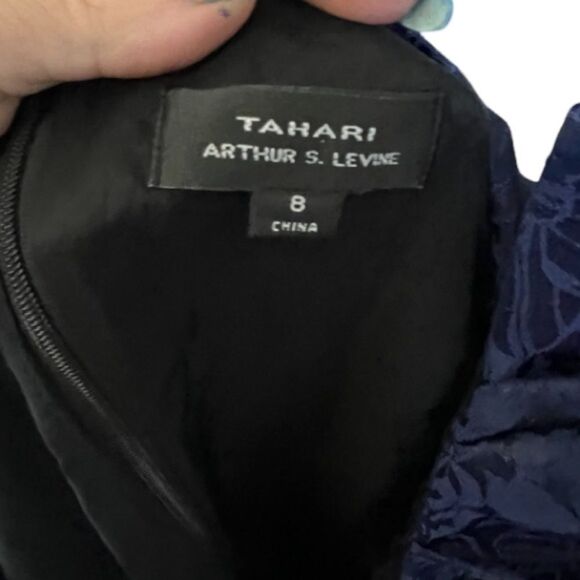 TAHARI
ARTHUR S. LEVINE
8
CHINA